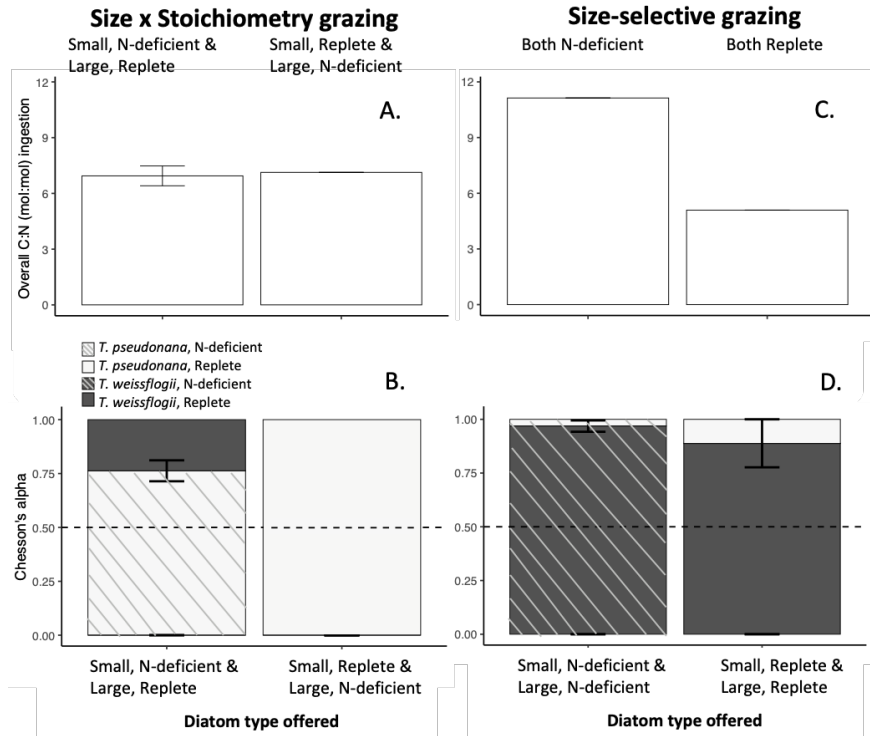 Size x Stoichiometry grazing
Small, N-deficient &
Large, Replete
Small, Replete &
Large, N-deficient
Size-selective grazing
Both N-deficient
Both Replete
Overall C:N (mol:mol) ingestion
12
9
6
3
0
A.
12
9
6
3
0
C.
T. pseudonana, N-deficient
T. pseudonana, Replete
T. weissflogii, N-deficient
T. weissflogii, Replete
B.
Chesson's alpha
1.00
0.75
0.50
0.25
0.00
Small, N-deficient &
Large, Replete
Small, Replete &
Large, N-deficient
Diatom type offered
D.
1.00
0.75
0.50
0.25
0.00
Small, N-deficient &
Large, N-deficient
Small, Replete &
Large, Replete
Diatom type offered